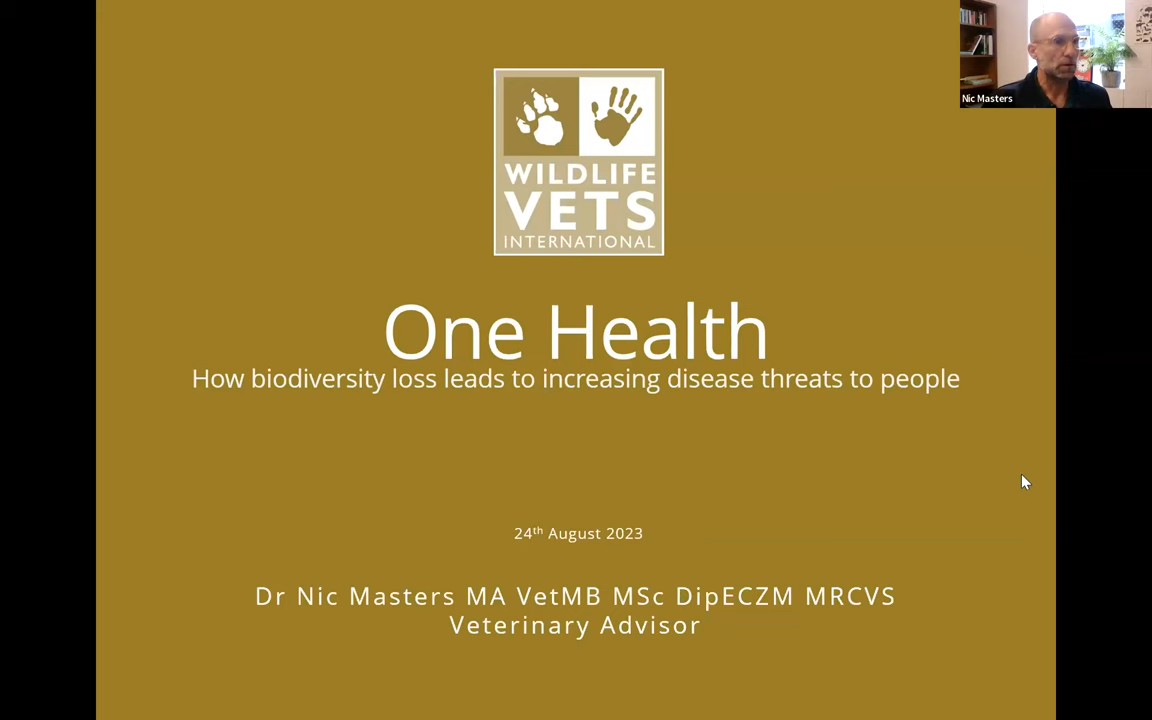 Nic Masters
WILDLIFE
VETS
INTERNATIONAL
One Health
How biodiversity loss leads to increasing disease threats to people
24th August 2023
Dr Nic Masters MA VetMB MSc DipECZM MRCVS
Veterinary Advisor